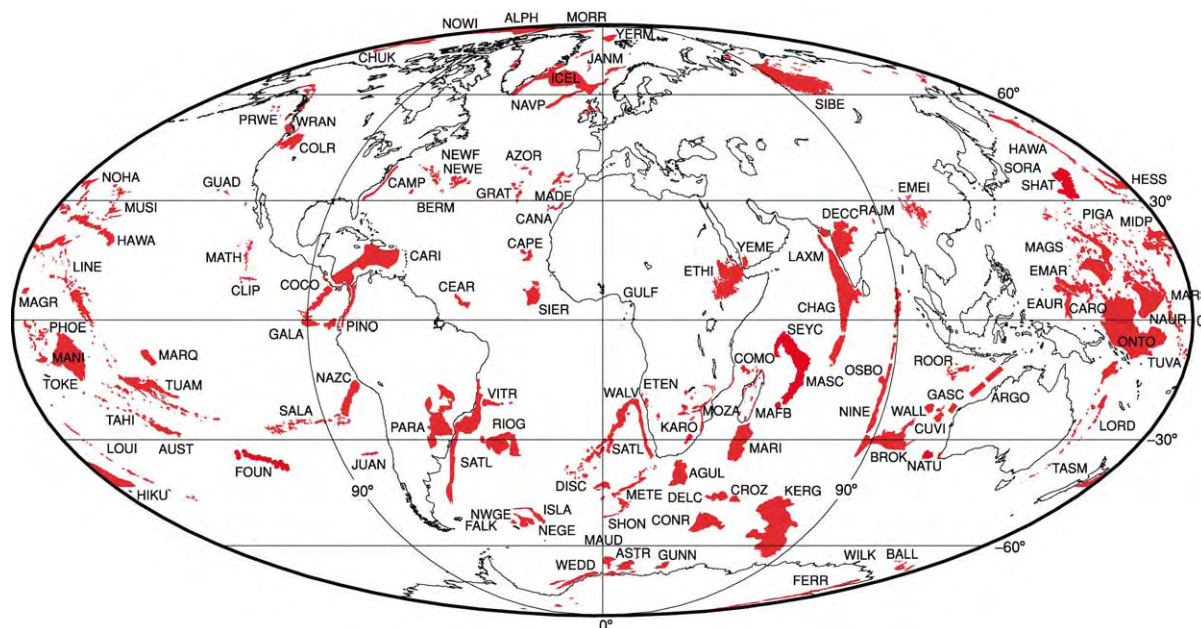 NOWI ALPH MORR
YERM
CHUK
JANM
ICEL
NAVP
SIBE
60°
PRWE
WRAN
COLR
HAWA
SORA
SHAT
HESS
NOHA
GUAD
NEWF
NEWE
AZOR
CAMP
GRAT
MADE
EMEI
MUSI
BERM
DECC
RAJM
30°
CANA
PIGA
MIDP
HAWA
CAPE
YEME
MAGS
MATH
CARI
LAXM
LINE
ETHI
EMAR
CLIP
COCO
CEAR
GULF
CHAG
MAGR
SIER
EAUR
CARO
MARS
NAUR
0°
GALA
PINO
PHOE
SEYC
ONTO
MANI
MARQ
COMO
ROOR
TUVA
TOKE
TUAM
NAZC
VITR
WALV
ETEN
MASC
OSBO
GASC
ARGO
TAHI
SALA
PARA
RIOG
KARO
MOZA
MAFB
NINE
WALL
CUVI
LORD
-30°
LOUI
AUST
SATL
SATL
MARI
BROK
NATU
FOUN
JUAN
AGUL
TASM
HIKU
90°
DISC
METE
DELC
CROZ
KERG
90°
NWGE
ISLA
FALK
NEGE
SHON
CONR
MAUD
-60°
WEDD
ASTR
GUNN
WILK
BALL
FERR
0°